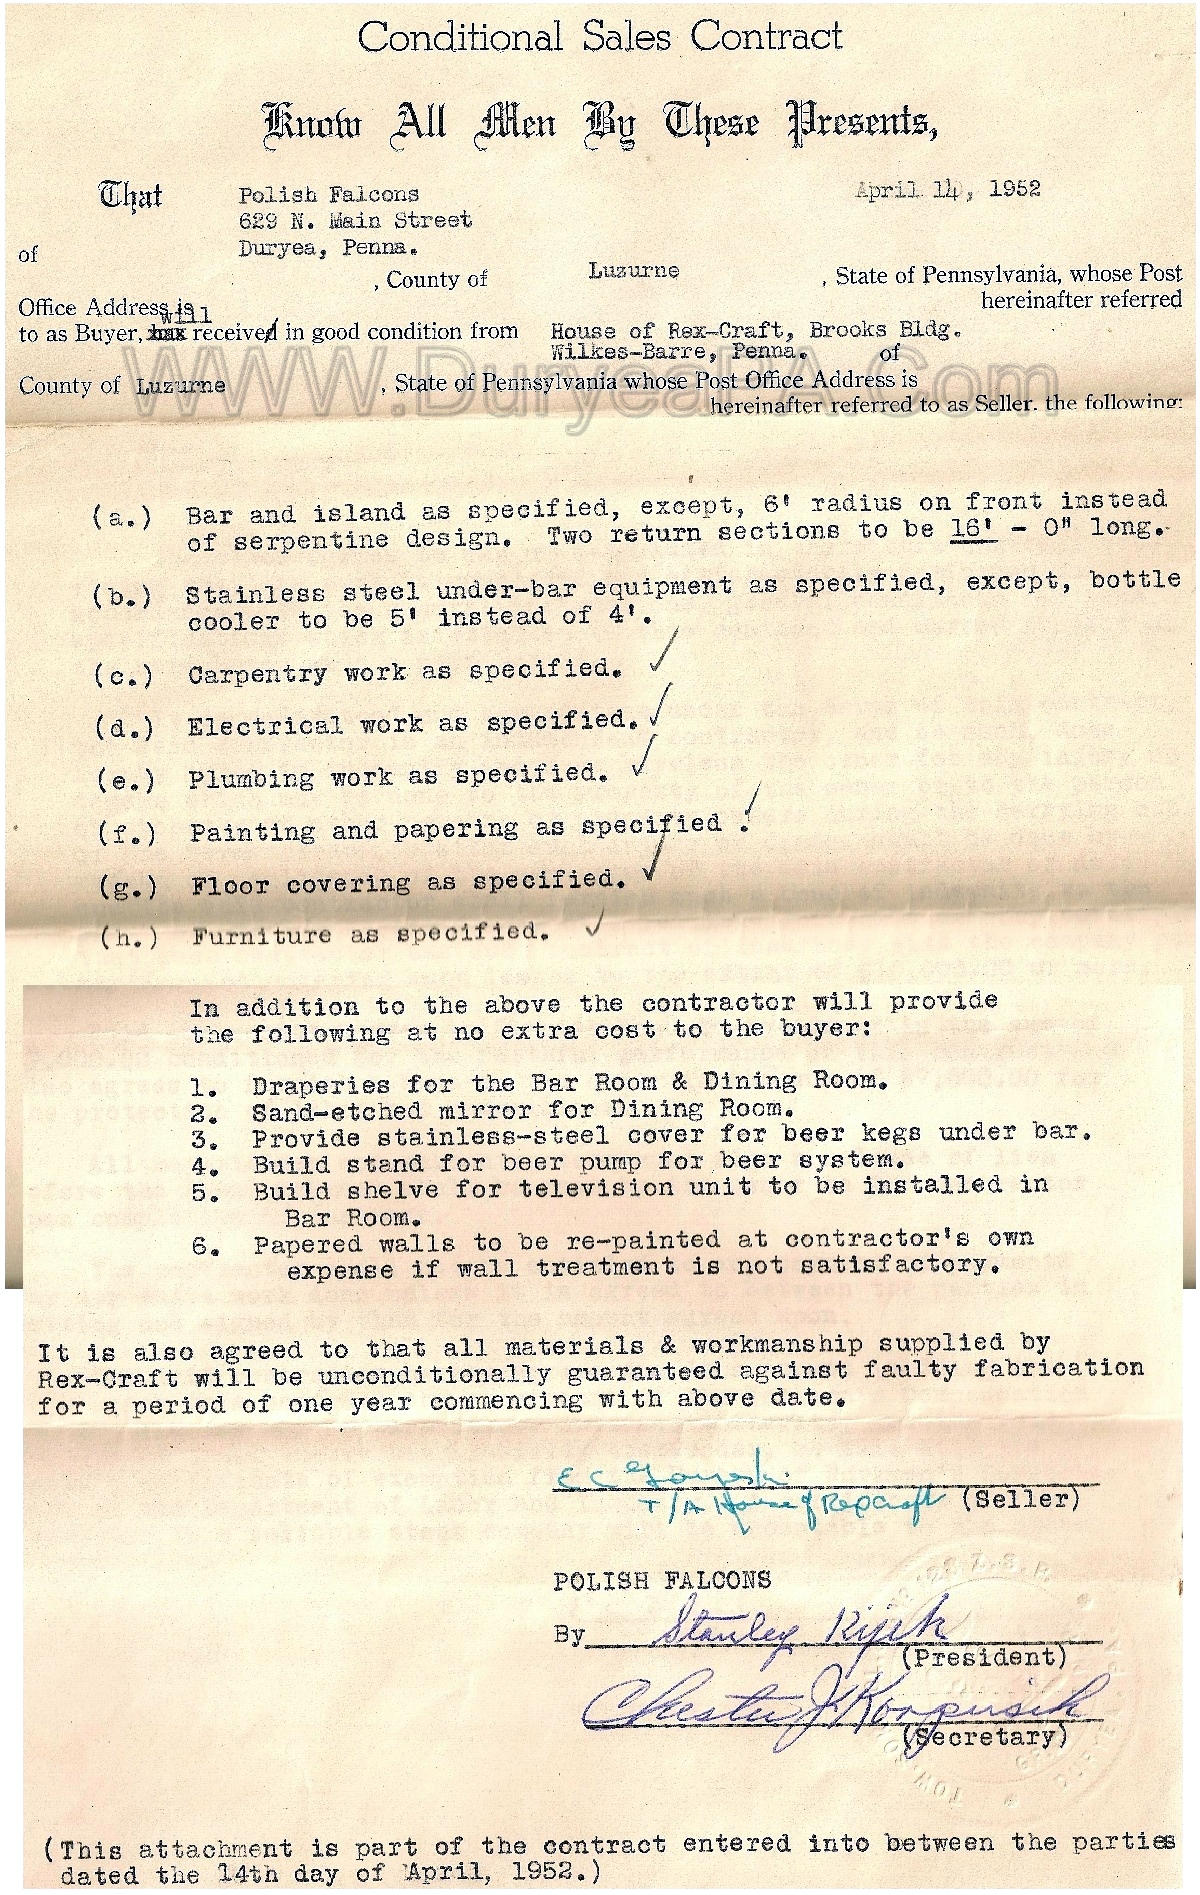 Conditional Sales Contract
Know All Men By These Presents,
That Polish Falcons April 14, 1952
629 N. Main Street
of Duryea, Penna.
, County of Luzurne , State of Pennsylvania, whose Post
Office Address is hereinafter referred
will
to as Buyer, has received in good condition from House of Rex-Craft, Brooks Bldg.
Wilkes-Barre, Penna. of
WWW.DuryeaPA.Com
County of Luzurne , State of Pennsylvania whose Post Office Address is
hereinafter referred to as Seller. the following:
(a.) Bar and island as specified, except, 6' radius on front instead
of serpentine design. Two return sections to be 16' - 0" long.
(b.) Stainless steel under-bar equipment as specified, except, bottle
cooler to be 5' instead of 4'.
(c.) Carpentry work as specified. ✓
(d.) Electrical work as specified. ✓
(e.) Plumbing work as specified. ✓
(f.) Painting and papering as specified . ✓
(g.) Floor covering as specified. ✓
(h.) Furniture as specified. ✓
In addition to the above the contractor will provide
the following at no extra cost to the buyer:
1. Draperies for the Bar Room & Dining Room.
2. Sand-etched mirror for Dining Room.
3. Provide stainless-steel cover for beer kegs under bar.
4. Build stand for beer pump for beer system.
5. Build shelve for television unit to be installed in
Bar Room.
6. Papered walls to be re-painted at contractor's own
expense if wall treatment is not satisfactory.
It is also agreed to that all materials & workmanship supplied by
Rex-Craft will be unconditionally guaranteed against faulty fabrication
for a period of one year commencing with above date.
E C
T/A House of Rexcraft (Seller)
POLISH FALCONS
By Stanley Kijek
(President)
Chester J Korpusik
(Secretary)
(This attachment is part of the contract entered into between the parties
dated the 14th day of April, 1952.)